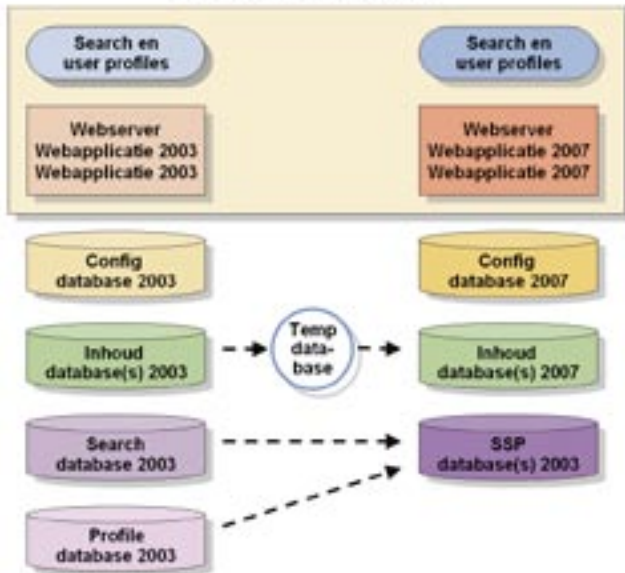 Search en
user profiles
Search en
user profiles
Webserver
Webapplicatie 2003
Webapplicatie 2003
Webserver
Webapplicatie 2007
Webapplicatie 2007
Config
database 2003
Config
database 2007
Inhoud
database(s) 2003
Temp
data-
base
Inhoud
database(s) 2007
Search
database 2003
SSP
database(s) 2003
Profile
database 2003